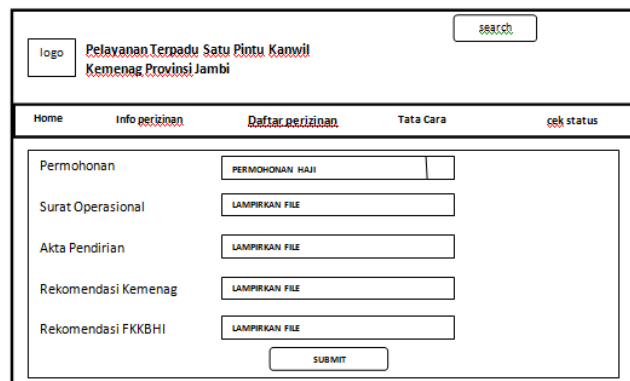 search
logo
Pelayanan Terpadu Satu Pintu Kanwil
Kemenag Provinsi Jambi
Home Info perizinan Daftar perizinan Tata Cara cek status
Permohonan PERMOHONAN HAJI
Surat Operasional LAMPIRKAN FILE
Akta Pendirian LAMPIRKAN FILE
Rekomendasi Kemenag LAMPIRKAN FILE
Rekomendasi FKKBHI LAMPIRKAN FILE
SUBMIT